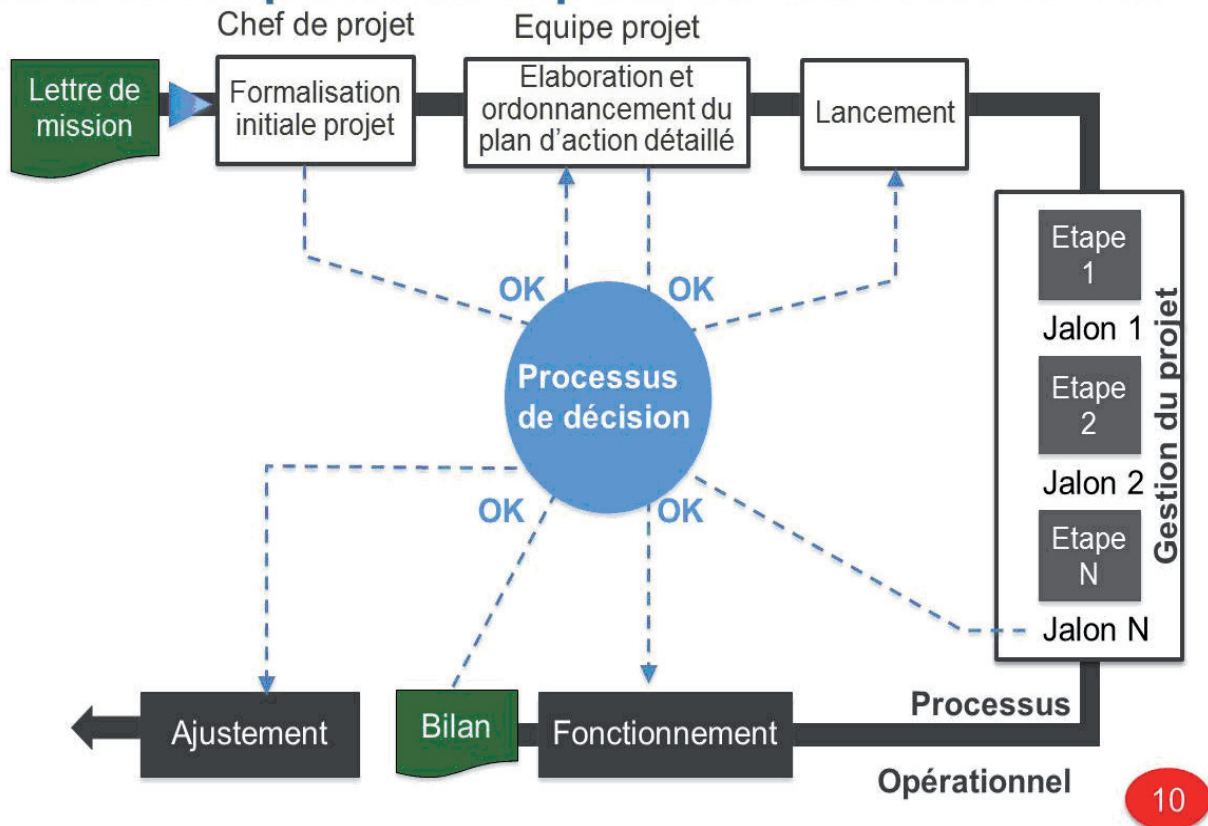 Chef de projet
Equipe projet
Lettre de
mission
Formalisation
initiale projet
Elaboration et
ordonnancement du
plan d'action détaillé
Lancement
Etape
1
Jalon 1
Etape
2
Jalon 2
Etape
N
Jalon N
Gestion du projet
OK
OK
Processus
de décision
OK
OK
Ajustement
Bilan
Fonctionnement
Processus
Opérationnel
10